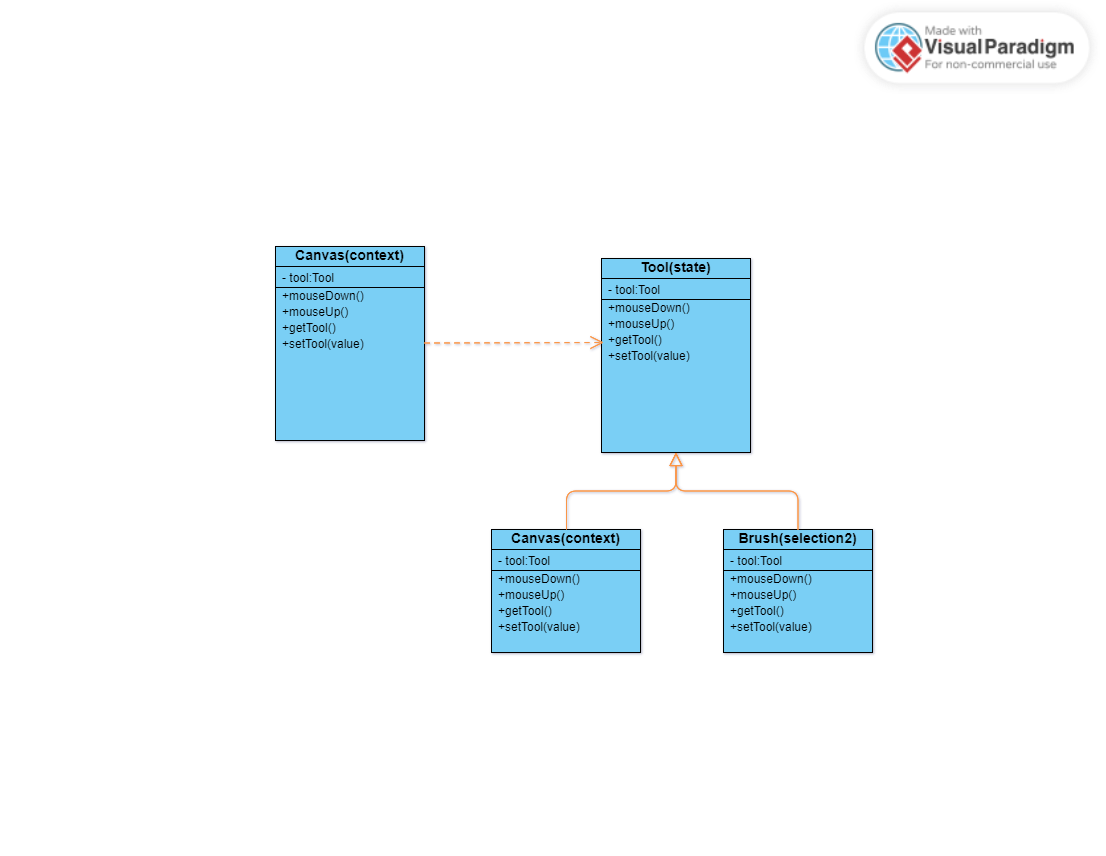 Made with
Visual Paradigm
For non-commercial use
Canvas(context)
- tool:Tool
+mouseDown()
+mouseUp()
+getTool()
+setTool(value)
Tool(state)
- tool:Tool
+mouseDown()
+mouseUp()
+getTool()
+setTool(value)
Canvas(context)
- tool:Tool
+mouseDown()
+mouseUp()
+getTool()
+setTool(value)
Brush(selection2)
- tool:Tool
+mouseDown()
+mouseUp()
+getTool()
+setTool(value)